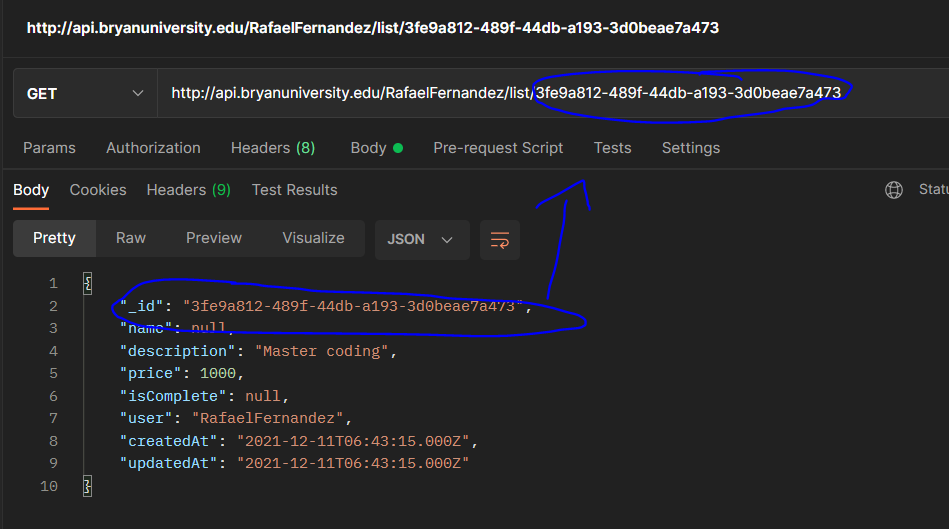 http://api.bryanuniversity.edu/RafaelFernandez/list/3fe9a812-489f-44db-a193-3d0beae7a473
GET http://api.bryanuniversity.edu/RafaelFernandez/list/3fe9a812-489f-44db-a193-3d0beae7a473
Params Authorization Headers (8) Body Pre-request Script Tests Settings
Body Cookies Headers (9) Test Results Statu
Pretty Raw Preview Visualize JSON
1 {
2 "_id": "3fe9a812-489f-44db-a193-3d0beae7a473",
3 "name": null,
4 "description": "Master coding",
5 "price": 1000,
6 "isComplete": null,
7 "user": "RafaelFernandez",
8 "createdAt": "2021-12-11T06:43:15.000Z",
9 "updatedAt": "2021-12-11T06:43:15.000Z"
10 }